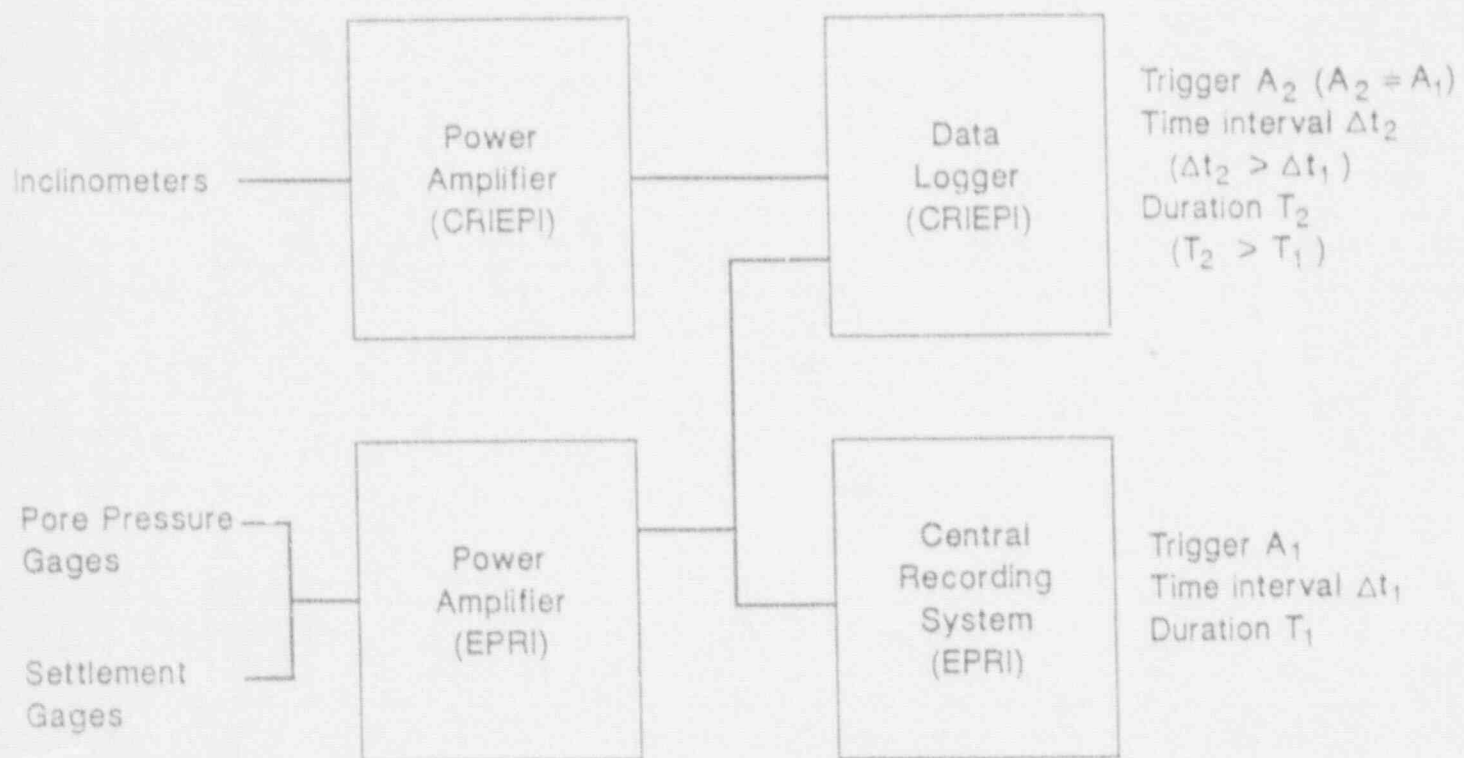 Inclinometers
Power
Amplifier
(CRIEPI)
Data
Logger
(CRIEPI)
Trigger A₂ (A₂ = A₁)
Time interval Δt₂
(Δt₂ > Δt₁)
Duration T₂
(T₂ > T₁)
Pore Pressure
Gages
Settlement
Gages
Power
Amplifier
(EPRI)
Central
Recording
System
(EPRI)
Trigger A₁
Time interval Δt₁
Duration T₁